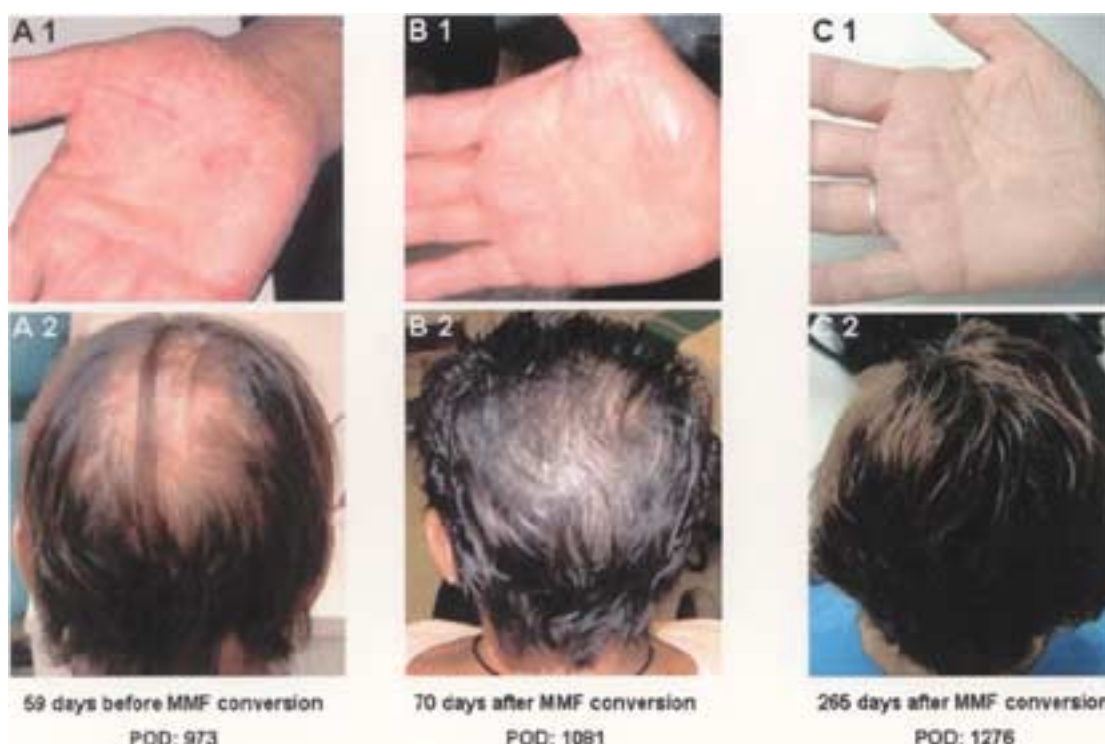 A 1
B 1
C 1
A 2
B 2
C 2
59 days before MMF conversion
70 days after MMF conversion
265 days after MMF conversion
POD: 973
POD: 1081
POD: 1276